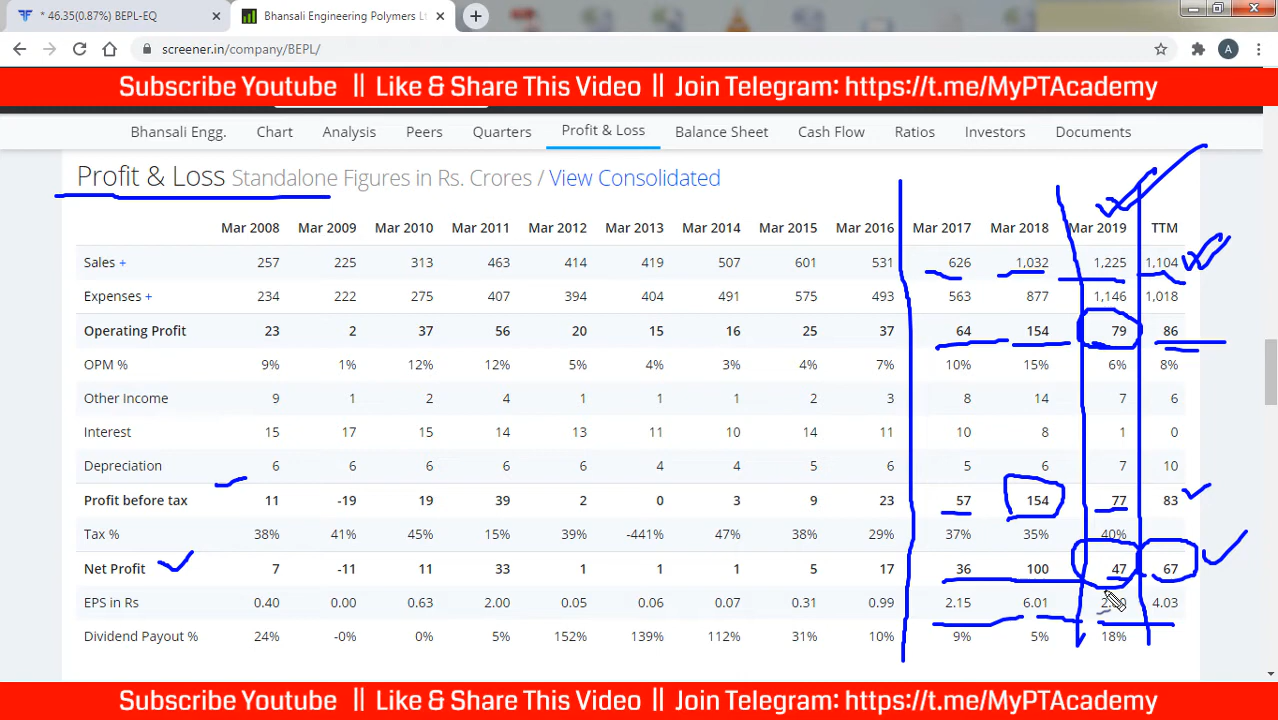 * 46.35(0.87%) BEPL-EQ
Bhansali Engineering Polymers Lt
screener.in/company/BEPL/
A
Subscribe Youtube || Like & Share This Video || Join Telegram: https://t.me/MyPTAcademy
Bhansali Engg. Chart Analysis Peers Quarters Profit & Loss Balance Sheet Cash Flow Ratios Investors Documents
Profit & Loss Standalone Figures in Rs. Crores / View Consolidated
Mar 2008 Mar 2009 Mar 2010 Mar 2011 Mar 2012 Mar 2013 Mar 2014 Mar 2015 Mar 2016 Mar 2017 Mar 2018 Mar 2019 TTM
Sales + 257 225 313 463 414 419 507 601 531 626 1,032 1,225 1,104
Expenses + 234 222 275 407 394 404 491 575 493 563 877 1,146 1,018
Operating Profit 23 2 37 56 20 15 16 25 37 64 154 79 86
OPM % 9% 1% 12% 12% 5% 4% 3% 4% 7% 10% 15% 6% 8%
Other Income 9 1 2 4 1 1 1 2 3 8 14 7 6
Interest 15 17 15 14 13 11 10 14 11 10 8 1 0
Depreciation 6 6 6 6 6 4 4 5 6 5 6 7 10
Profit before tax 11 -19 19 39 2 0 3 9 23 57 154 77 83
Tax % 38% 41% 45% 15% 39% -441% 47% 38% 29% 37% 35% 40%
Net Profit 7 -11 11 33 1 1 1 5 17 36 100 47 67
EPS in Rs 0.40 0.00 0.63 2.00 0.05 0.06 0.07 0.31 0.99 2.15 6.01 4.03
Dividend Payout % 24% -0% 0% 5% 152% 139% 112% 31% 10% 9% 5% 18%
Subscribe Youtube || Like & Share This Video || Join Telegram: https://t.me/MyPTAcademy